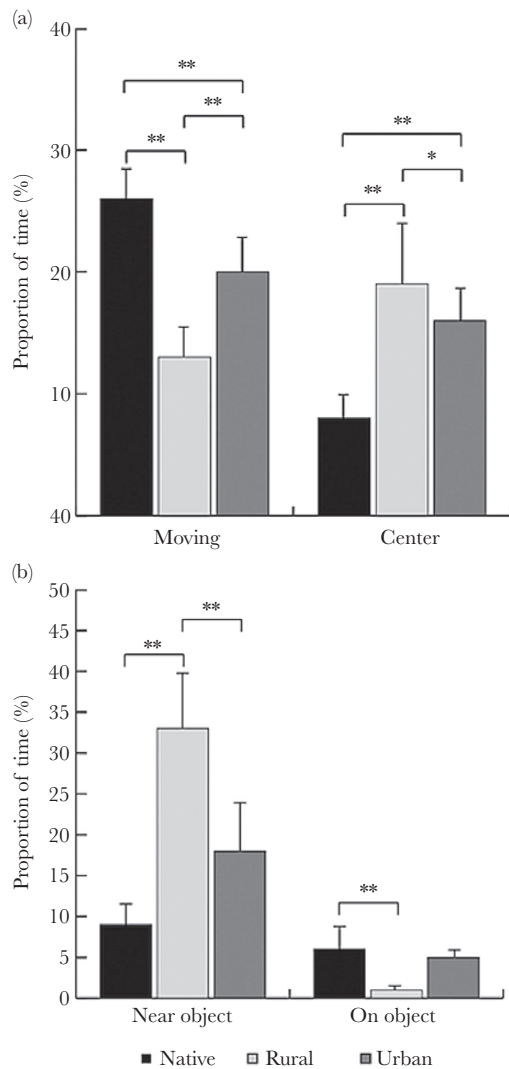 (a)
40
30
20
10
40
Proportion of time (%)
**
**
**
**
**
*
Moving
Center
(b)
50
45
40
35
30
25
20
15
10
5
0
Proportion of time (%)
**
**
**
Near object
On object
Native
Rural
Urban